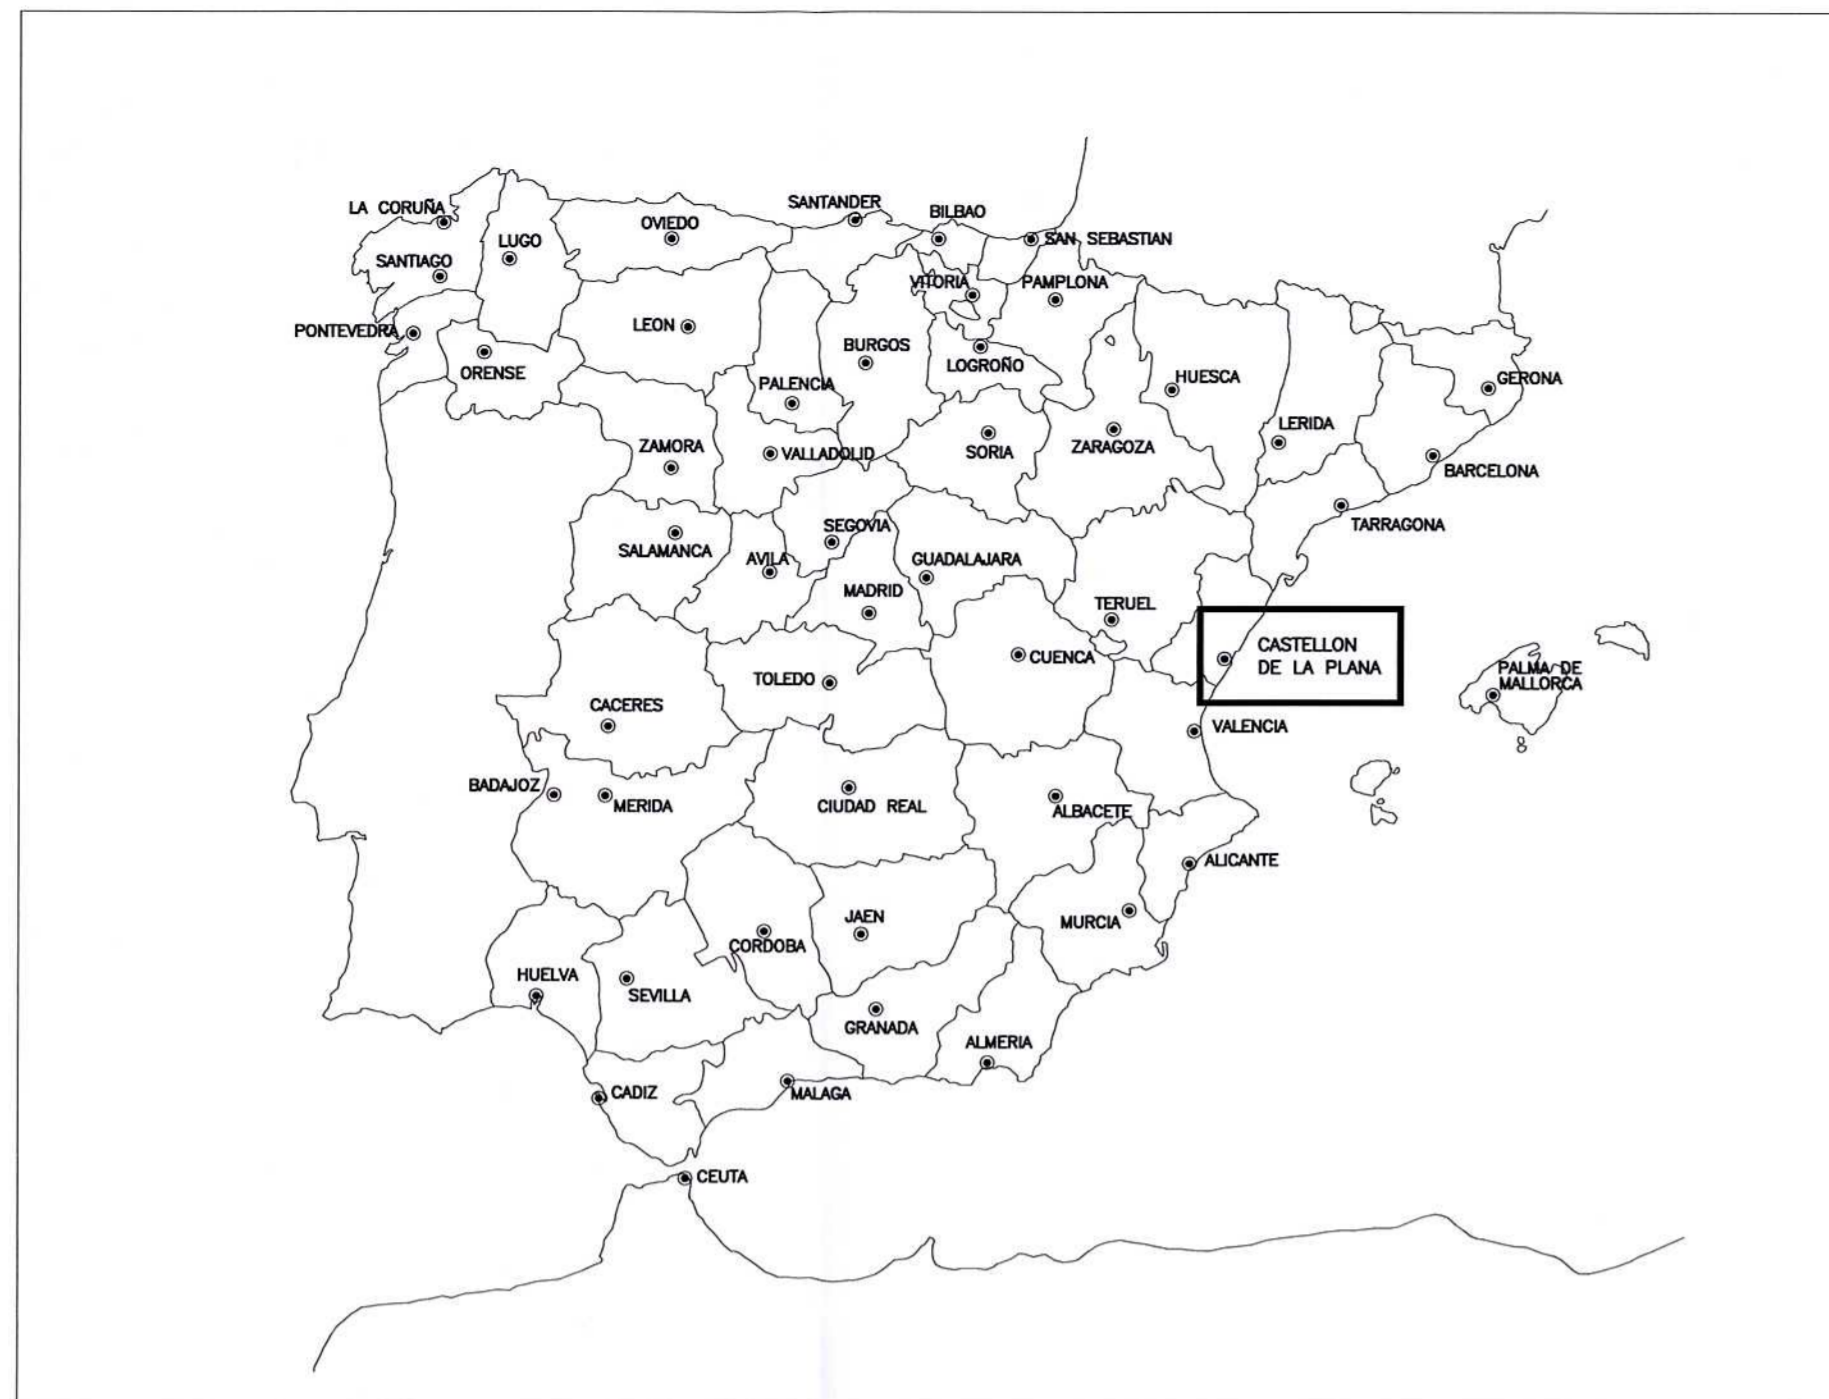 LA CORUÑA
SANTANDER
BILBAO
OVIEDO
LUGO
SAN SEBASTIAN
SANTIAGO
VITORIA
PAMPLONA
PONTEVEDRA
LEON
BURGOS
LOGROÑO
ORENSE
PALENCIA
HUESCA
GERONA
LERIDA
ZAMORA
VALLADOLID
SORIA
ZARAGOZA
BARCELONA
SEGOVIA
TARRAGONA
SALAMANCA
AVILA
GUADALAJARA
MADRID
TERUEL
CASTELLON
DE LA PLANA
CUENCA
TOLEDO
PALMA DE
MALLORCA
CACERES
VALENCIA
BADAJOZ
MERIDA
CIUDAD REAL
ALBACETE
ALICANTE
JAEN
MURCIA
CORDOBA
HUELVA
SEVILLA
GRANADA
ALMERIA
CADIZ
MALAGA
CEUTA